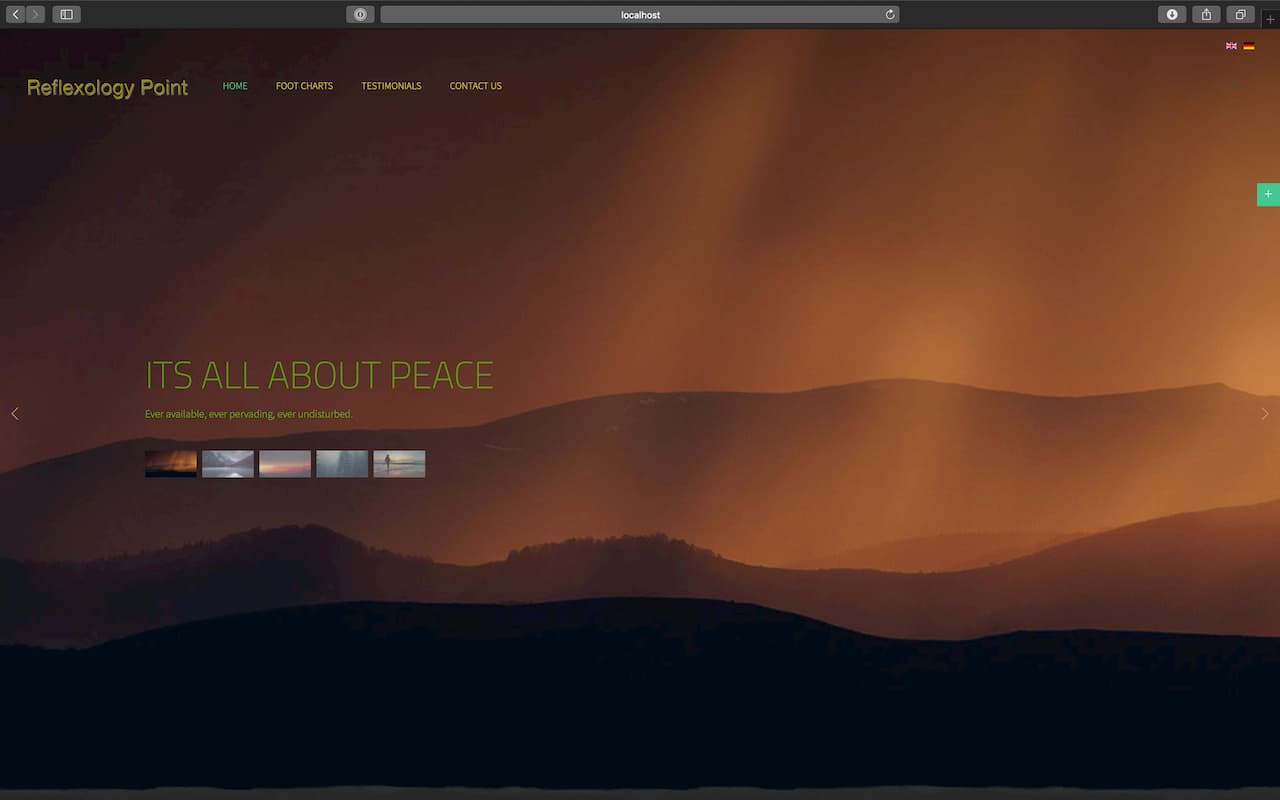 localhost
Reflexology Point
HOME
FOOT CHARTS
TESTIMONIALS
CONTACT US
ITS ALL ABOUT PEACE
Ever available, ever pervading, ever undisturbed.